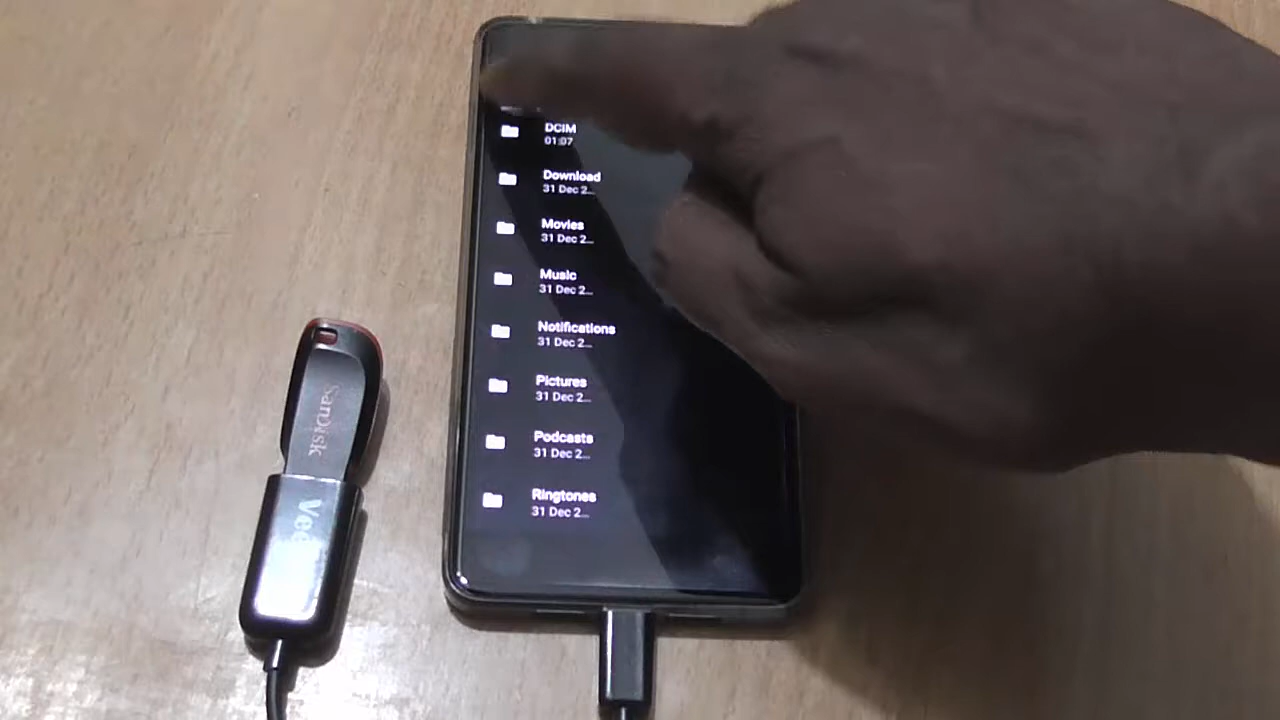 DCIM
01:07
Download
31 Dec 2...
Movies
31 Dec 2...
Music
31 Dec 2...
Notifications
31 Dec 2...
Pictures
31 Dec 2...
Podcasts
31 Dec 2...
Ringtones
31 Dec 2...
SanDisk